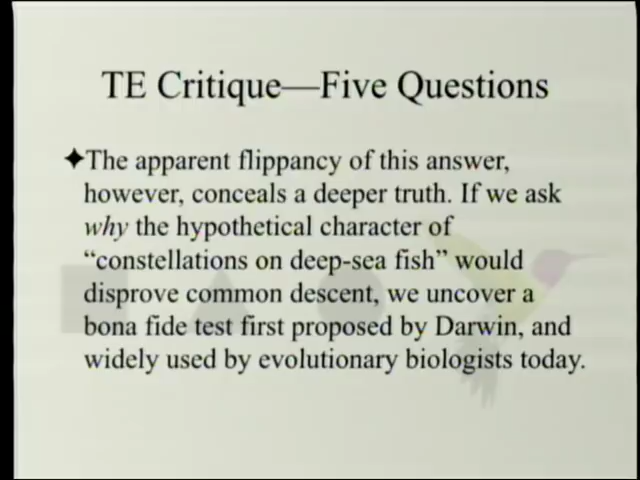 TE Critique—Five Questions
✦The apparent flippancy of this answer,
however, conceals a deeper truth. If we ask
why the hypothetical character of
“constellations on deep-sea fish” would
disprove common descent, we uncover a
bona fide test first proposed by Darwin, and
widely used by evolutionary biologists today.